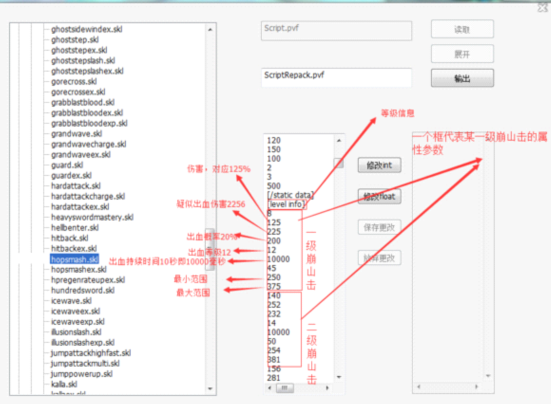 ghostsidewindex.skl
ghoststep.skl
ghoststepex.skl
ghoststepslash.skl
ghoststepslashex.skl
gorecross.skl
gorecrossex.skl
grabblastblood.skl
grabblastbloodex.skl
grabblastbloodexp.skl
grandwave.skl
grandwavecharge.skl
grandwaveex.skl
guard.skl
guardex.skl
hardattack.skl
hardattackcharge.skl
hardattackex.skl
heavyswordmastery.skl
hellbenter.skl
hitback.skl
hitbackex.skl
hopsmash.skl
hopsmashex.skl
hpregenrateupex.skl
hundredsword.skl
icewave.skl
icewaveex.skl
icewaveexp.skl
illusionslash.skl
illusionslashexp.skl
jumpattackhighfast.skl
jumpattackmulti.skl
jumppowerup.skl
kalla.skl
Script.pvf
读取
展开
ScriptRepack.pvf
输出
等级信息
一个框代表某一级崩山击的属性参数
120
150
100
2
3
500
[/static data]
[level info]
8
125
225
200
12
10000
45
250
375
140
252
232
14
10000
50
254
381
156
281
修改int
修改float
保存更改
伤害，对应125%
疑似出血伤害2256
出血概率20%
出血等级12
出血持续时间10秒即10000毫秒
最小范围
最大范围
一级崩山击
二级崩山击